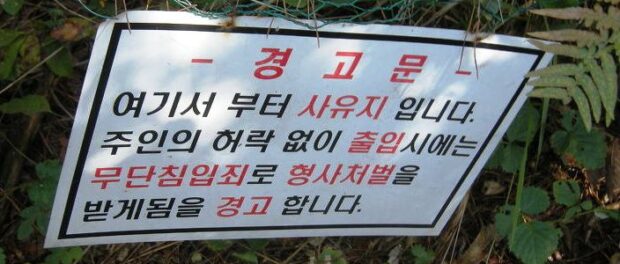 - 경 고 문 -
여기서 부터 사유지 입니다.
주인의 허락 없이 출입시에는
무단침입죄로 형사처벌을
받게됨을 경고 합니다.